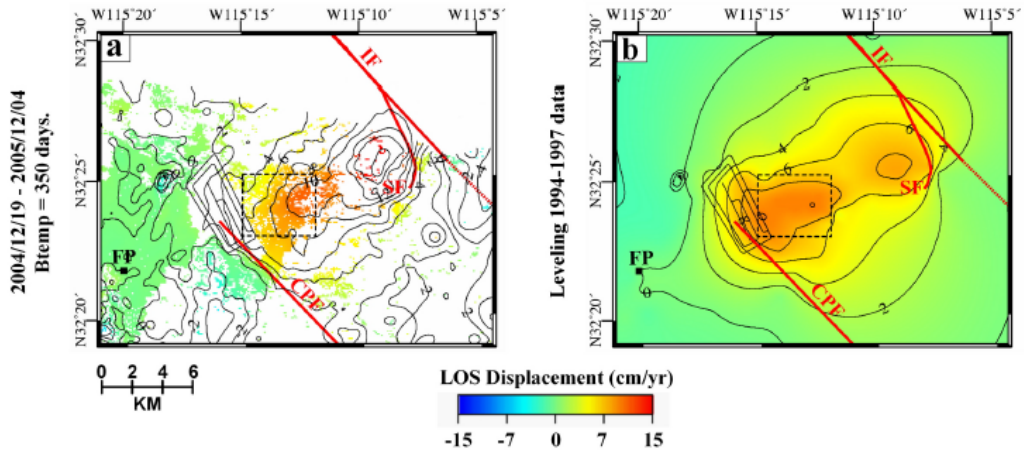 W115°20' W115°15' W115°10' W115°5'
W115°20' W115°15' W115°10' W115°5'
N32°30'
N32°25'
N32°20'
a
IF
SF
CPF
FP
2004/12/19 - 2005/12/04
Btemp = 350 days.
N32°30'
N32°25'
N32°20'
b
IF
SF
CPF
FP
Leveling 1994-1997 data
0 2 4 6
KM
LOS Displacement (cm/yr)
-15 -7 0 7 15